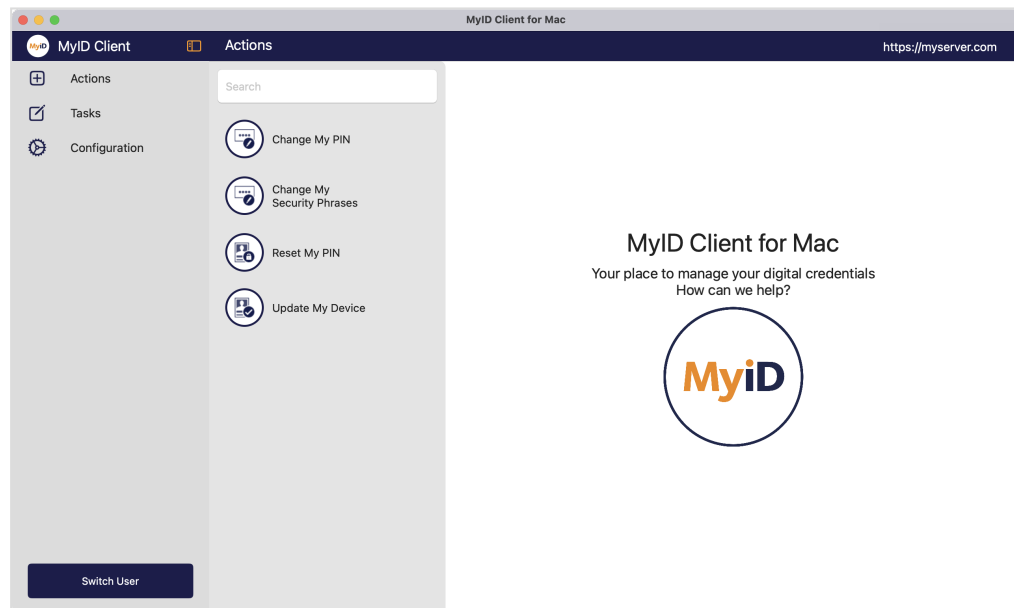 MyID Client for Mac
MyiD
MyID Client
Actions
https://myserver.com
Actions
Tasks
Configuration
Switch User
Search
Change My PIN
Change My
Security Phrases
Reset My PIN
Update My Device
MyID Client for Mac
Your place to manage your digital credentials
How can we help?
MyiD